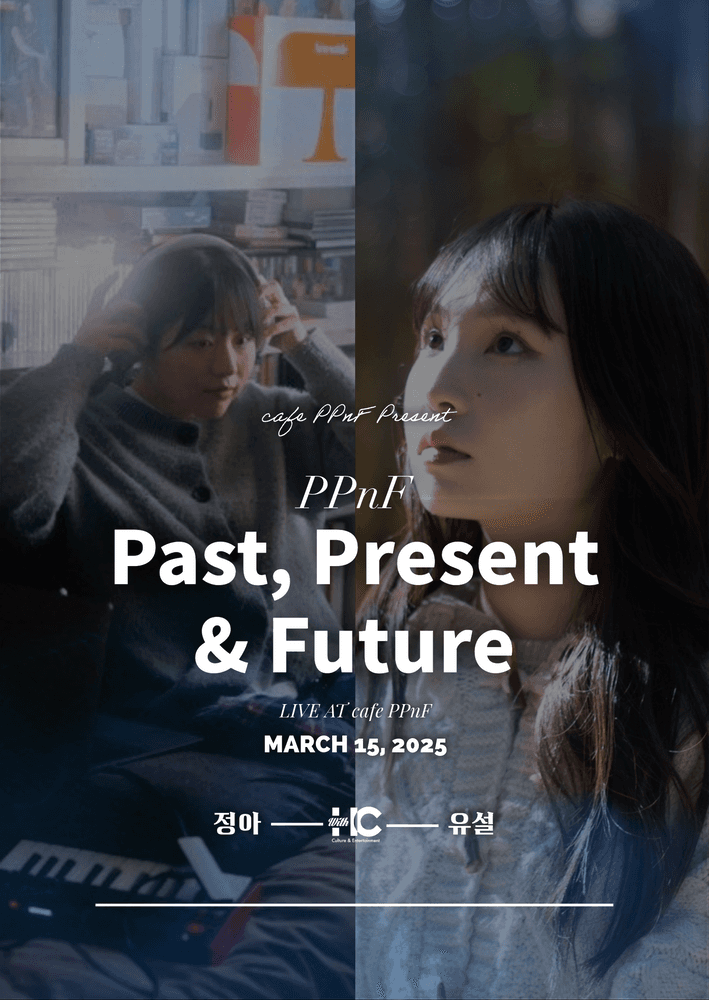 cafe PPnF Present
PPnF
Past, Present
& Future
LIVE AT cafe PPnF
MARCH 15, 2025
정아 With HC 유설
Culture & Entertainment